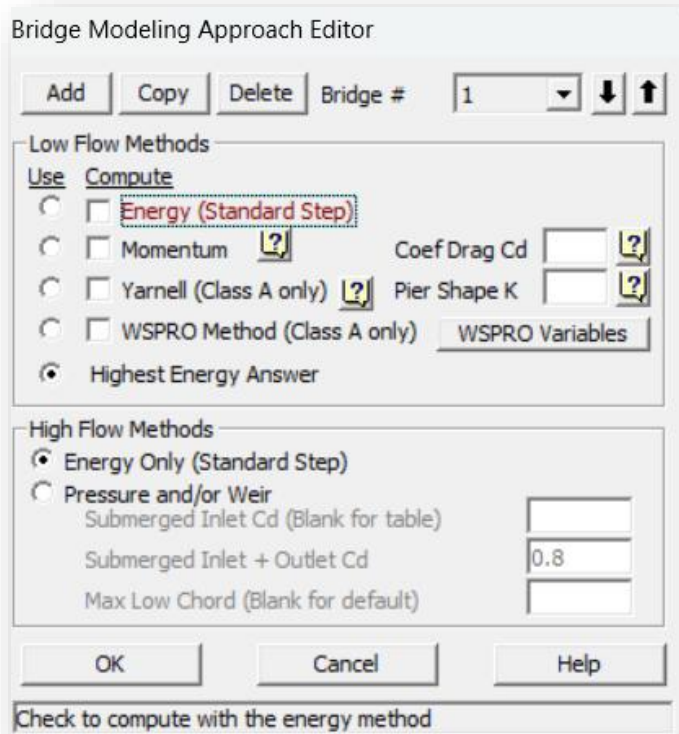 Bridge Modeling Approach Editor
Add Copy Delete Bridge # 1
Low Flow Methods
Use Compute
Energy (Standard Step)
Momentum ? Coef Drag Cd ?
Yarnell (Class A only) ? Pier Shape K ?
WSPRO Method (Class A only) WSPRO Variables
Highest Energy Answer
High Flow Methods
Energy Only (Standard Step)
Pressure and/or Weir
Submerged Inlet Cd (Blank for table)
Submerged Inlet + Outlet Cd 0.8
Max Low Chord (Blank for default)
OK Cancel Help
Check to compute with the energy method